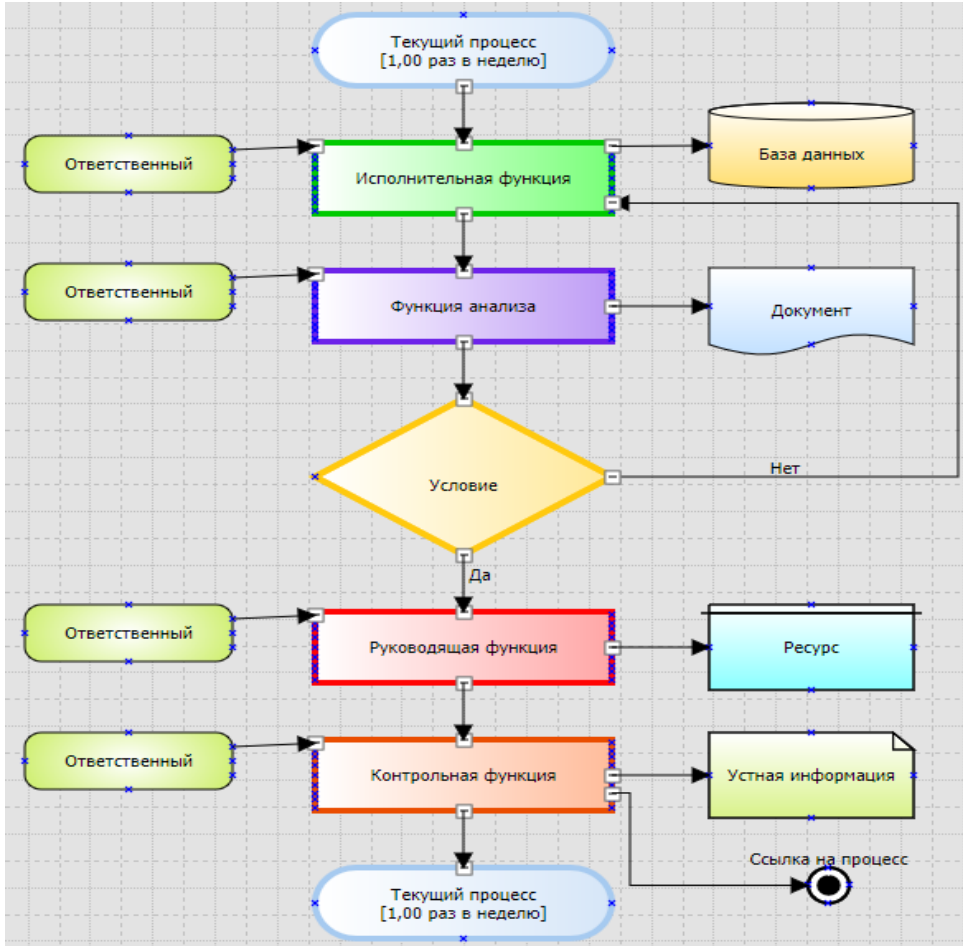 Текущий процесс
[1,00 раз в неделю]
Ответственный
Исполнительная функция
База данных
Ответственный
Функция анализа
Документ
Условие
Нет
Да
Ответственный
Руководящая функция
Ресурс
Ответственный
Контрольная функция
Устная информация
Ссылка на процесс
Текущий процесс
[1,00 раз в неделю]